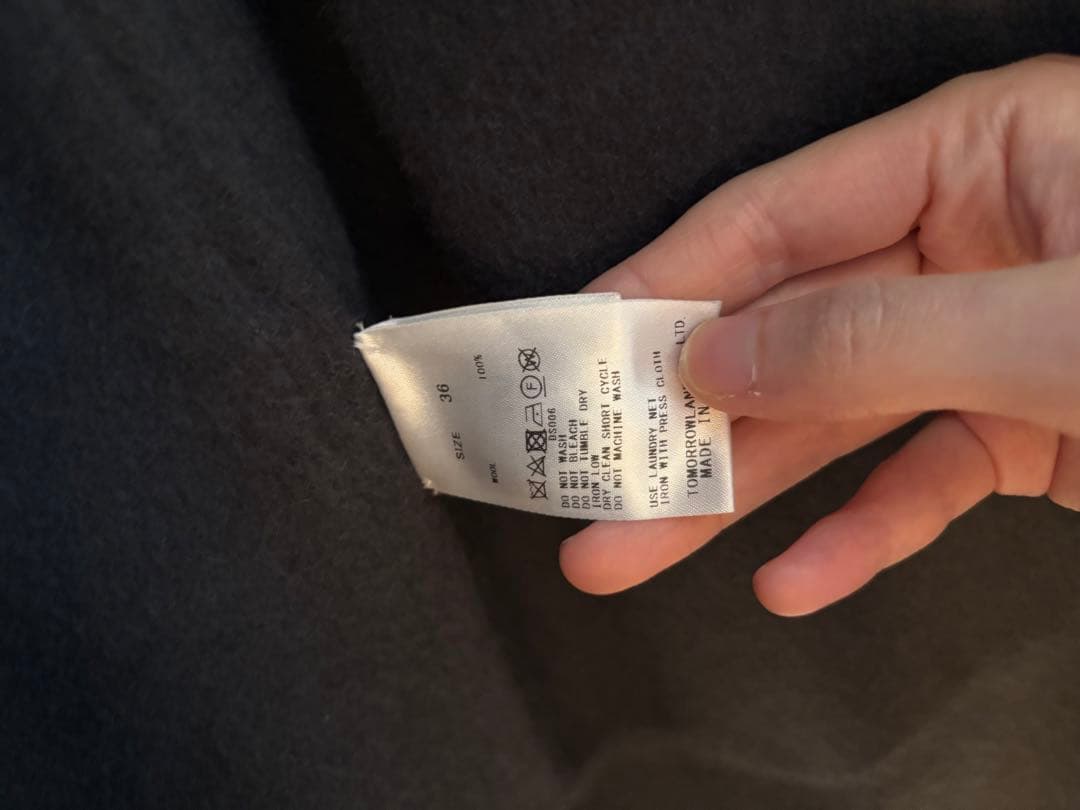 SIZE 36
WOOL 100%
F W
DS006
DO NOT WASH
DO NOT BLEACH
DO NOT TUMBLE DRY
IRON LOW
DRY CLEAN SHORT CYCLE
DO NOT MACHINE WASH
USE LAUNDRY NET
IRON WITH PRESS CLOTH
TOMORROWLAN LTD
MADE IN